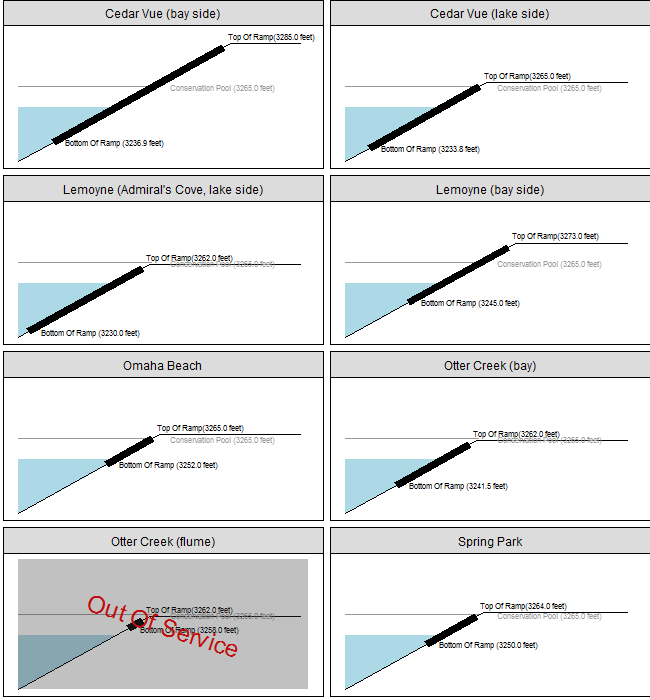 Cedar Vue (bay side)
Top Of Ramp(3285.0 feet)
Conservation Pool (3265.0 feet)
Bottom Of Ramp (3236.9 feet)
Cedar Vue (lake side)
Top Of Ramp(3265.0 feet)
Conservation Pool (3265.0 feet)
Bottom Of Ramp (3233.8 feet)
Lemoyne (Admiral's Cove, lake side)
Top Of Ramp(3262.0 feet)
Conservation Pool (3265.0 feet)
Bottom Of Ramp (3230.0 feet)
Lemoyne (bay side)
Top Of Ramp(3273.0 feet)
Conservation Pool (3265.0 feet)
Bottom Of Ramp (3245.0 feet)
Omaha Beach
Top Of Ramp(3265.0 feet)
Conservation Pool (3265.0 feet)
Bottom Of Ramp (3252.0 feet)
Otter Creek (bay)
Top Of Ramp(3262.0 feet)
Conservation Pool (3265.0 feet)
Bottom Of Ramp (3241.5 feet)
Otter Creek (flume)
Top Of Ramp(3262.0 feet)
Conservation Pool (3265.0 feet)
Bottom Of Ramp (3258.0 feet)
Out Of Service
Spring Park
Top Of Ramp(3264.0 feet)
Conservation Pool (3265.0 feet)
Bottom Of Ramp (3250.0 feet)